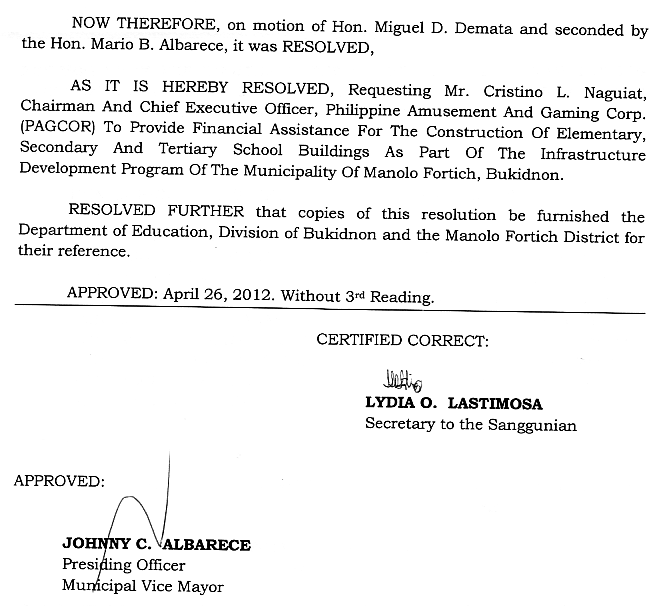 NOW THEREFORE, on motion of Hon. Miguel D. Demata and seconded by
the Hon. Mario B. Albarece, it was RESOLVED,
AS IT IS HEREBY RESOLVED, Requesting Mr. Cristino L. Naguiat,
Chairman And Chief Executive Officer, Philippine Amusement And Gaming Corp.
(PAGCOR) To Provide Financial Assistance For The Construction Of Elementary,
Secondary And Tertiary School Buildings As Part Of The Infrastructure
Development Program Of The Municipality Of Manolo Fortich, Bukidnon.
RESOLVED FURTHER that copies of this resolution be furnished the
Department of Education, Division of Bukidnon and the Manolo Fortich District for
their reference.
APPROVED: April 26, 2012. Without 3rd Reading.
CERTIFIED CORRECT:
LYDIA O. LASTIMOSA
Secretary to the Sanggunian
APPROVED:
JOHNNY C. ALBARECE
Presiding Officer
Municipal Vice Mayor